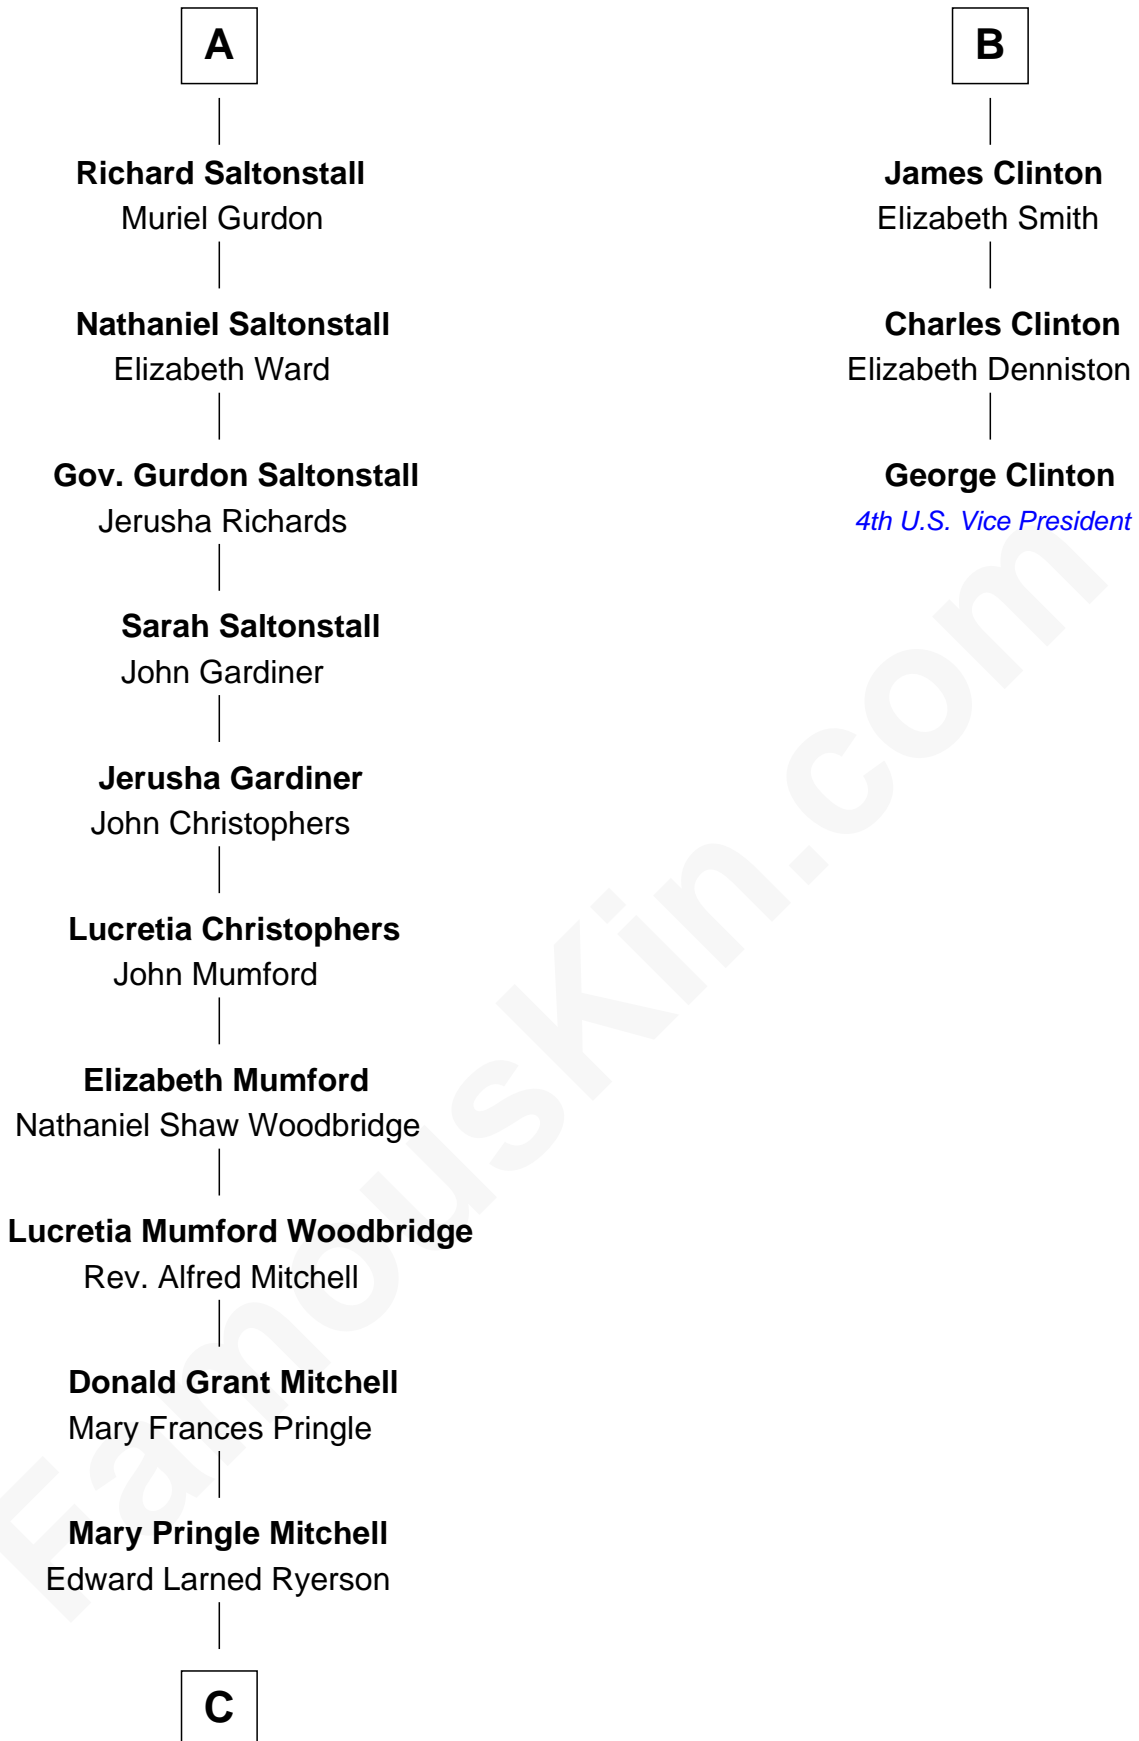 A
Richard Saltonstall
Muriel Gurdon
Nathaniel Saltonstall
Elizabeth Ward
Gov. Gurdon Saltonstall
Jerusha Richards
Sarah Saltonstall
John Gardiner
Jerusha Gardiner
John Christophers
Lucretia Christophers
John Mumford
Elizabeth Mumford
Nathaniel Shaw Woodbridge
Lucretia Mumford Woodbridge
Rev. Alfred Mitchell
Donald Grant Mitchell
Mary Frances Pringle
Mary Pringle Mitchell
Edward Larned Ryerson
C
B
James Clinton
Elizabeth Smith
Charles Clinton
Elizabeth Denniston
George Clinton
4th U.S. Vice President
FamousKin.com